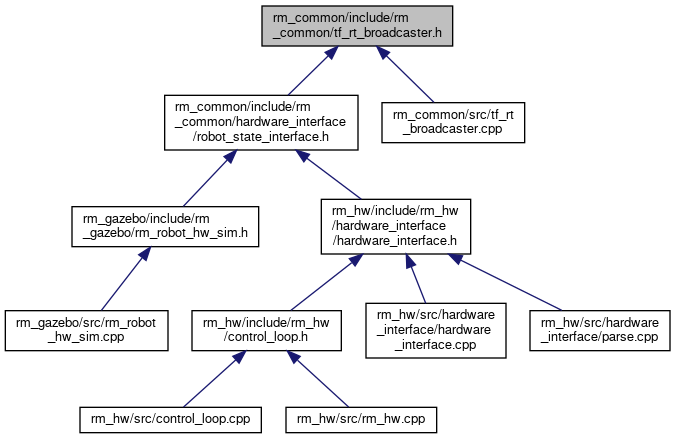 rm_common/include/rm
_common/tf_rt_broadcaster.h
rm_common/include/rm
_common/hardware_interface
/robot_state_interface.h
rm_common/src/tf_rt
_broadcaster.cpp
rm_gazebo/include/rm
_gazebo/rm_robot_hw_sim.h
rm_hw/include/rm_hw
/hardware_interface
/hardware_interface.h
rm_gazebo/src/rm_robot
_hw_sim.cpp
rm_hw/include/rm_hw
/control_loop.h
rm_hw/src/hardware
_interface/hardware
_interface.cpp
rm_hw/src/hardware
_interface/parse.cpp
rm_hw/src/control_loop.cpp
rm_hw/src/rm_hw.cpp